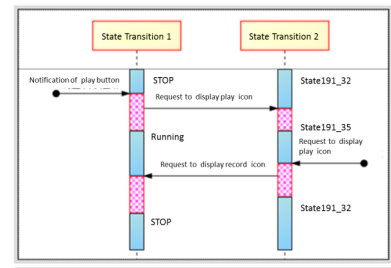 State Transition 1
State Transition 2
STOP
State191_32
Notification of play button
Request to display play icon
State191_35
Running
Request to display
play icon
Request to display record icon
State191_32
STOP